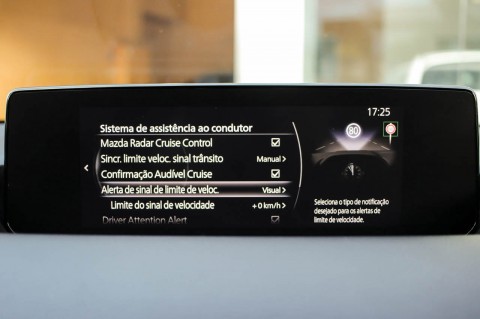 17:25
Sistema de assistência ao condutor
Mazda Radar Cruise Control
Sincr. limite veloc. sinal trânsito Manual
Confirmação Audível Cruise
Alerta de sinal de limite de veloc. Visual
Limite do sinal de velocidade +0 km/h
Driver Attention Alert
80
Seleciona o tipo de notificação
desejado para os alertas de
limite de velocidade.